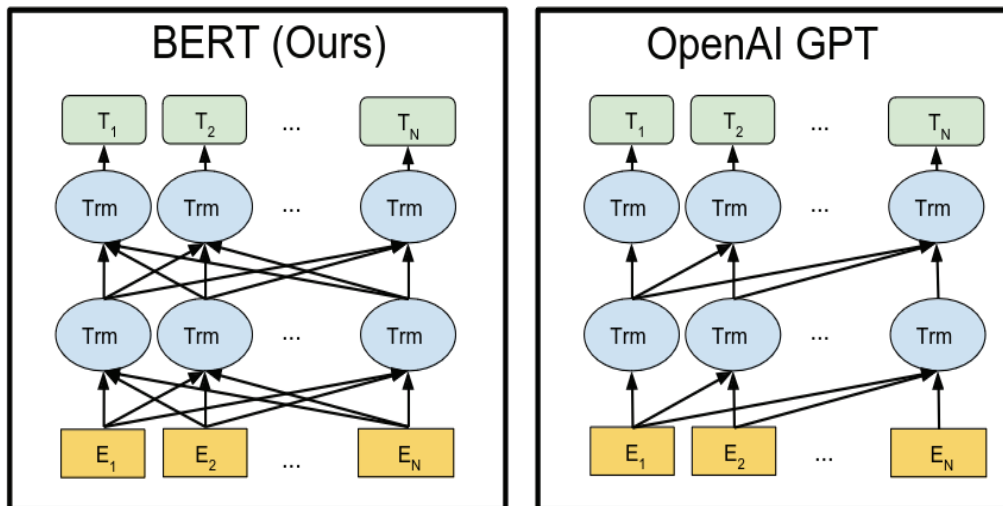 BERT (Ours)
T1 T2 ... TN
Trm Trm ... Trm
Trm Trm ... Trm
E1 E2 ... EN
OpenAI GPT
T1 T2 ... TN
Trm Trm ... Trm
Trm Trm ... Trm
E1 E2 ... EN